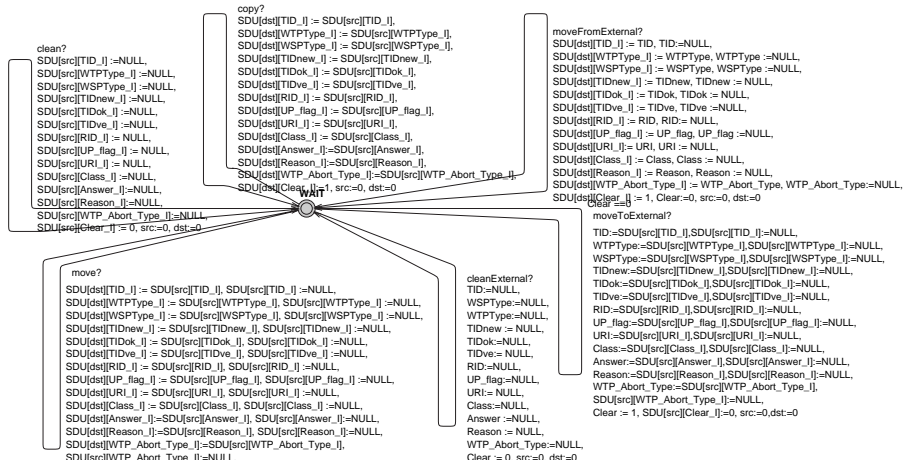 copy?
SDU[dst][TID_I] := SDU[src][TID_I],
SDU[dst][WTPType_I] := SDU[src][WTPType_I],
SDU[dst][WSPType_I] := SDU[src][WSPType_I],
SDU[dst][TIDnew_I] := SDU[src][TIDnew_I],
SDU[dst][TIDok_I] := SDU[src][TIDok_I],
SDU[dst][TIDve_I] := SDU[src][TIDve_I],
SDU[dst][RID_I] := SDU[src][RID_I],
SDU[dst][UP_flag_I] := SDU[src][UP_flag_I],
SDU[dst][URI_I] := SDU[src][URI_I],
SDU[dst][Class_I] := SDU[src][Class_I],
SDU[dst][Answer_I]:=SDU[src][Answer_I],
SDU[dst][Reason_I]:=SDU[src][Reason_I],
SDU[dst][WTP_Abort_Type_I]:=SDU[src][WTP_Abort_Type_I],
SDU[dst][Clear_I]:=1, src:=0, dst:=0
clean?
SDU[src][TID_I] :=NULL,
SDU[src][WTPType_I] :=NULL,
SDU[src][WSPType_I] :=NULL,
SDU[src][TIDnew_I] :=NULL,
SDU[src][TIDok_I] :=NULL,
SDU[src][TIDve_I] :=NULL,
SDU[src][RID_I] := NULL,
SDU[src][UP_flag_I] := NULL,
SDU[src][URI_I] := NULL,
SDU[src][Class_I] := NULL,
SDU[src][Answer_I]:=NULL,
SDU[src][Reason_I]:=NULL,
SDU[src][WTP_Abort_Type_I]:=NULL,
SDU[src][Clear_I] := 0, src:=0, dst:=0
moveFromExternal?
SDU[dst][TID_I] := TID, TID:=NULL,
SDU[dst][WTPType_I] := WTPType, WTPType := NULL,
SDU[dst][WSPType_I] := WSPType, WSPType :=NULL,
SDU[dst][TIDnew_I] := TIDnew, TIDnew :=NULL,
SDU[dst][TIDok_I] := TIDok, TIDok := NULL,
SDU[dst][TIDve_I] := TIDve, TIDve :=NULL,
SDU[dst][RID_I] := RID, RID:= NULL,
SDU[dst][UP_flag_I] := UP_flag, UP_flag :=NULL,
SDU[dst][URI_I]:= URI, URI := NULL,
SDU[dst][Class_I] := Class, Class := NULL,
SDU[dst][Reason_I] := Reason, Reason := NULL,
SDU[dst][WTP_Abort_Type_I] := WTP_Abort_Type, WTP_Abort_Type:=NULL,
SDU[dst][Clear_I] := 1, Clear:=0, src:=0, dst:=0
WAIT
Clear ==0
moveToExternal?
TID:=SDU[src][TID_I],SDU[src][TID_I]:=NULL,
WTPType:=SDU[src][WTPType_I],SDU[src][WTPType_I]:=NULL,
WSPType:=SDU[src][WSPType_I],SDU[src][WSPType_I]:=NULL,
TIDnew:=SDU[src][TIDnew_I],SDU[src][TIDnew_I]:=NULL,
TIDok:=SDU[src][TIDok_I],SDU[src][TIDok_I]:=NULL,
TIDve:=SDU[src][TIDve_I],SDU[src][TIDve_I]:=NULL,
RID:=SDU[src][RID_I],SDU[src][RID_I]:=NULL,
UP_flag:=SDU[src][UP_flag_I],SDU[src][UP_flag_I]:=NULL,
URI:=SDU[src][URI_I],SDU[src][URI_I]:=NULL,
Class:=SDU[src][Class_I],SDU[src][Class_I]:=NULL,
Answer:=SDU[src][Answer_I],SDU[src][Answer_I]:=NULL,
Reason:=SDU[src][Reason_I],SDU[src][Reason_I]:=NULL,
WTP_Abort_Type:=SDU[src][WTP_Abort_Type_I],
SDU[src][WTP_Abort_Type_I]:=NULL,
Clear := 1, SDU[src][Clear_I]:=0, src:=0,dst:=0
move?
SDU[dst][TID_I] := SDU[src][TID_I], SDU[src][TID_I] := NULL,
SDU[dst][WTPType_I] := SDU[src][WTPType_I], SDU[src][WTPType_I] :=NULL,
SDU[dst][WSPType_I] := SDU[src][WSPType_I], SDU[src][WSPType_I] :=NULL,
SDU[dst][TIDnew_I] := SDU[src][TIDnew_I], SDU[src][TIDnew_I] :=NULL,
SDU[dst][TIDok_I] := SDU[src][TIDok_I], SDU[src][TIDok_I] :=NULL,
SDU[dst][TIDve_I] := SDU[src][TIDve_I], SDU[src][TIDve_I] :=NULL,
SDU[dst][RID_I] := SDU[src][RID_I], SDU[src][RID_I] :=NULL,
SDU[dst][UP_flag_I] := SDU[src][UP_flag_I], SDU[src][UP_flag_I] :=NULL,
SDU[dst][URI_I] := SDU[src][URI_I], SDU[src][URI_I] :=NULL,
SDU[dst][Class_I] := SDU[src][Class_I], SDU[src][Class_I] :=NULL,
SDU[dst][Answer_I]:=SDU[src][Answer_I], SDU[src][Answer_I]:=NULL,
SDU[dst][Reason_I]:=SDU[src][Reason_I], SDU[src][Reason_I]:=NULL,
SDU[dst][WTP_Abort_Type_I]:=SDU[src][WTP_Abort_Type_I],
SDU[src][WTP_Abort_Type_I]:=NULL
cleanExternal?
TID:=NULL,
WSPType:=NULL,
WTPType:=NULL,
TIDnew := NULL,
TIDok:=NULL,
TIDve:= NULL,
RID:=NULL,
UP_flag:=NULL,
URI:= NULL,
Class:=NULL,
Answer :=NULL,
Reason := NULL,
WTP_Abort_Type:=NULL,
Clear := 0, src:=0, dst:=0